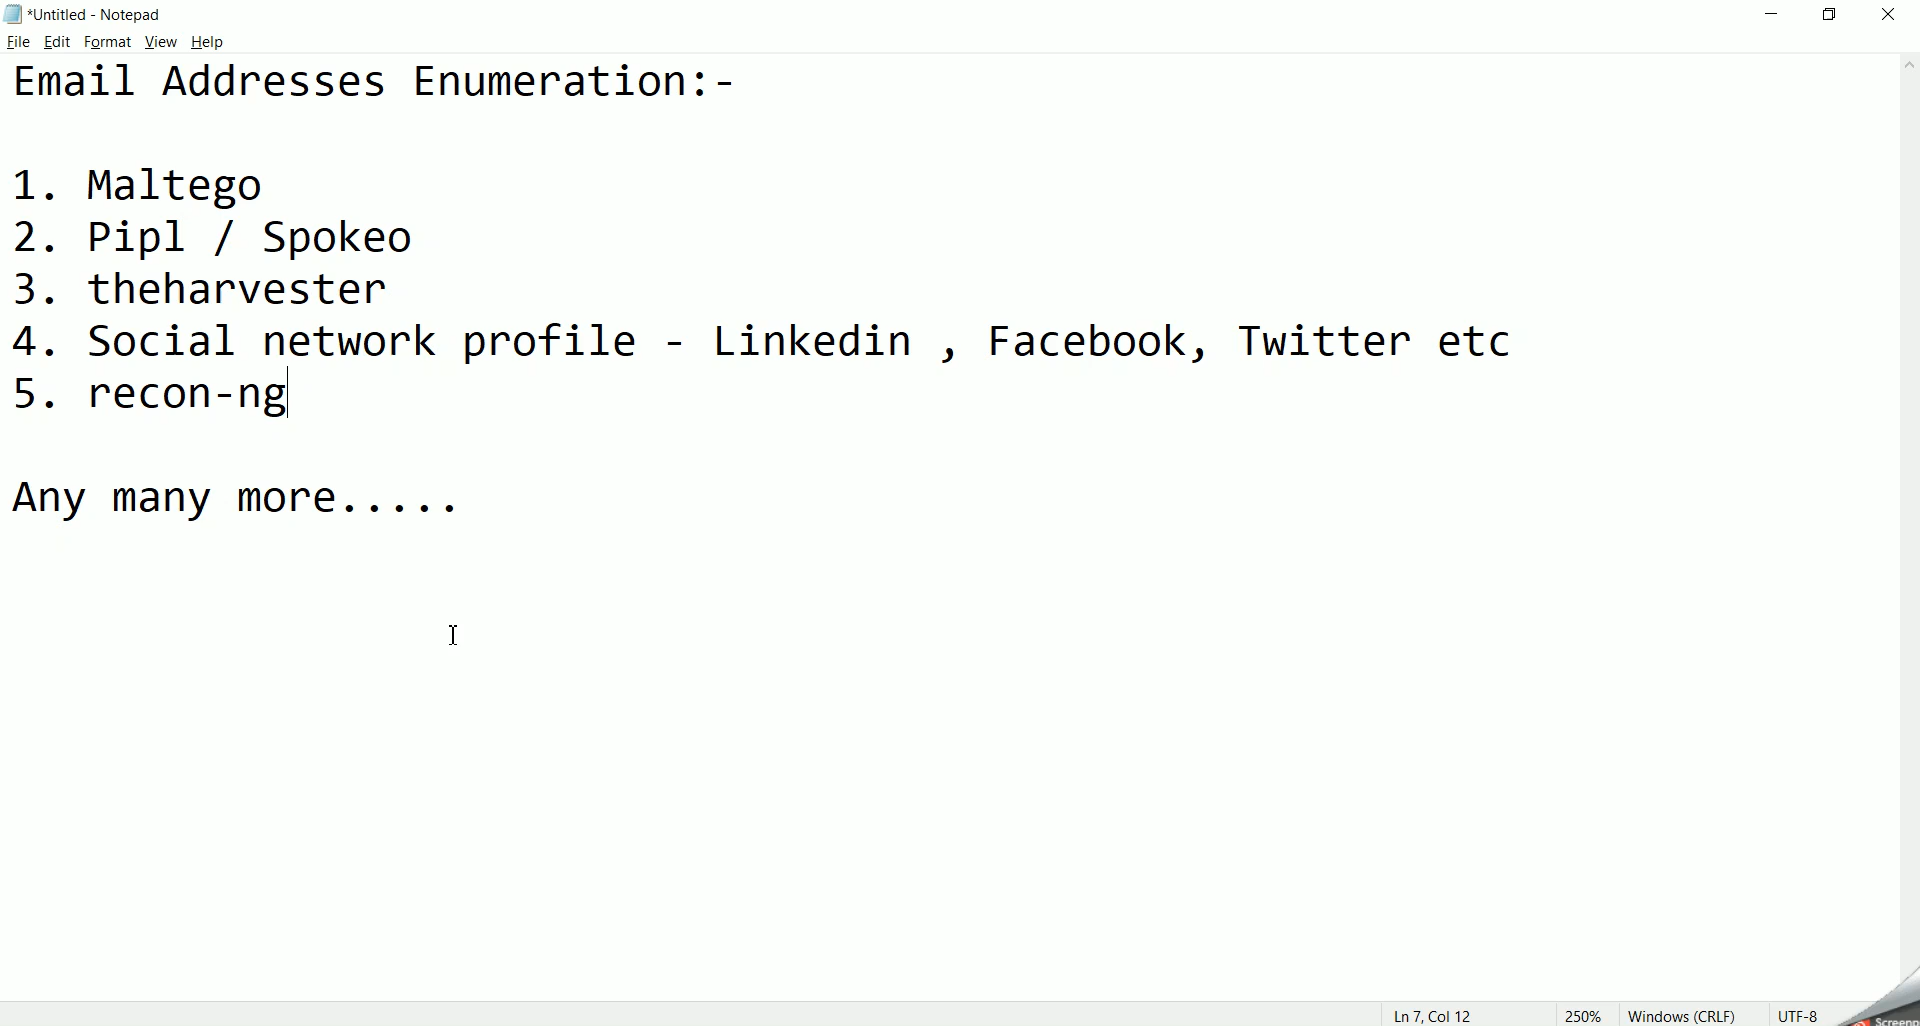 *Untitled - Notepad
File Edit Format View Help
Email Addresses Enumeration:-
1. Maltego
2. Pipl / Spokeo
3. theharvester
4. Social network profile - Linkedin , Facebook, Twitter etc
5. recon-ng
Any many more.....
Ln 7, Col 12 250% Windows (CRLF) UTF-8